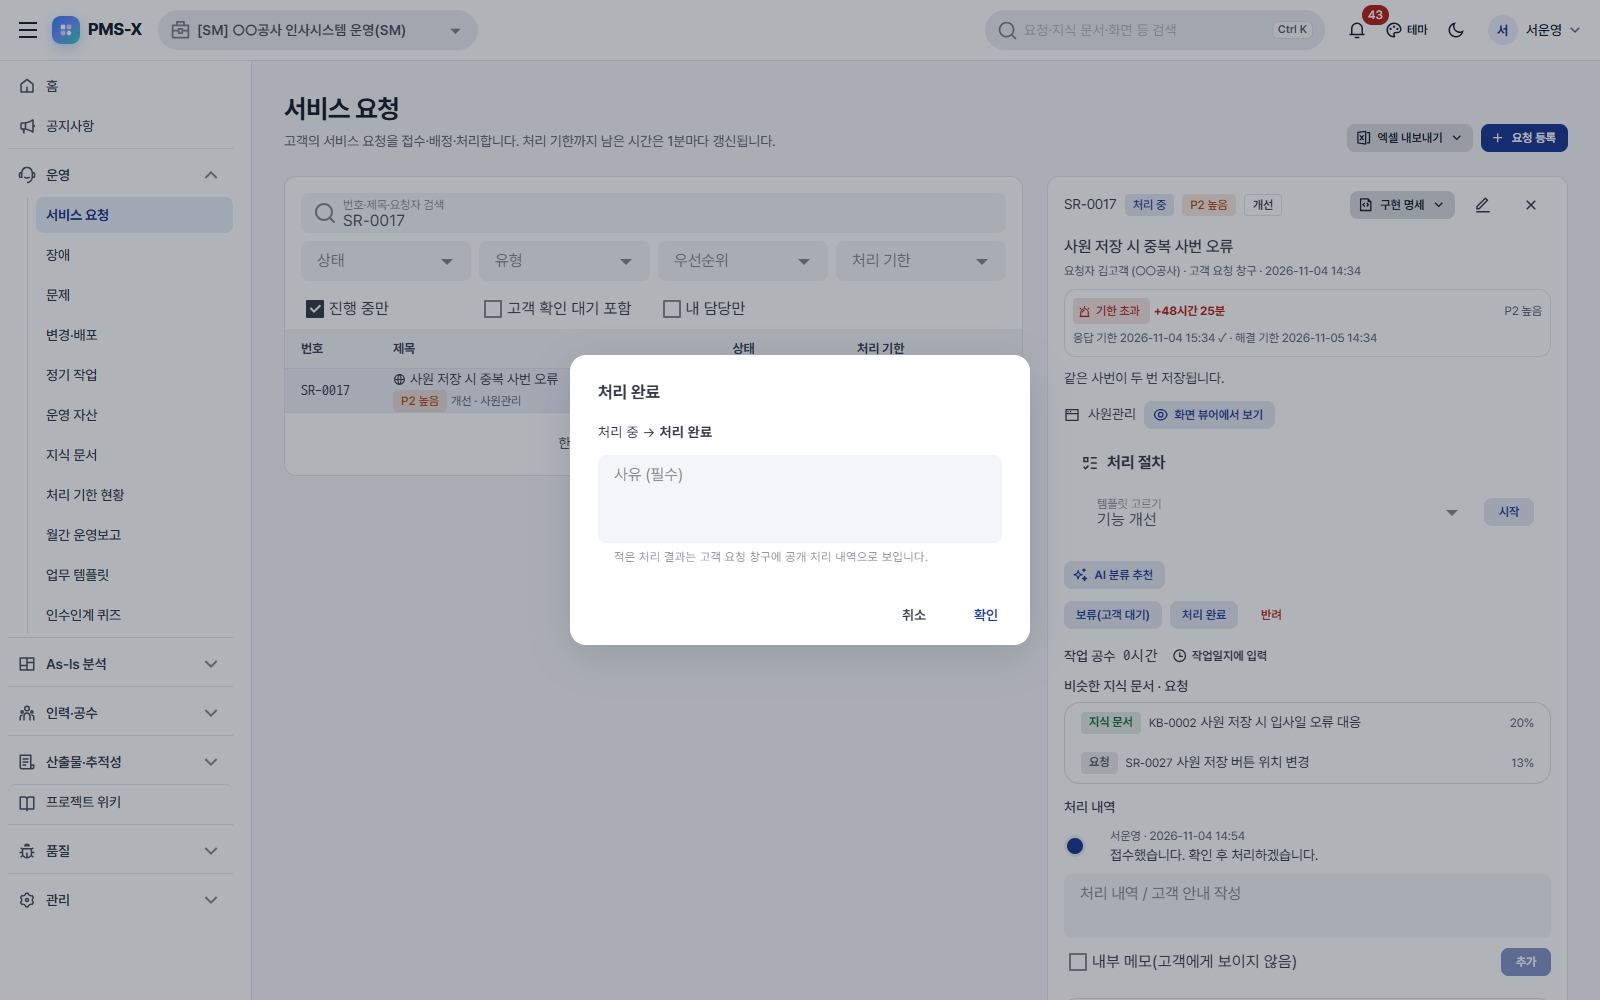 PMS-X
[SM] 〇〇공사 인사시스템 운영(SM)
요청·지식 문서·화면 등 검색
Ctrl K
43
테마
서
서운영
홈
공지사항
운영
서비스 요청
장애
문제
변경·배포
정기 작업
운영 자산
지식 문서
처리 기한 현황
월간 운영보고
업무 템플릿
인수인계 퀴즈
As-Is 분석
인력·공수
산출물·추적성
프로젝트 위키
품질
관리
서비스 요청
고객의 서비스 요청을 접수·배정·처리합니다. 처리 기한까지 남은 시간은 1분마다 갱신됩니다.
엑셀 내보내기
요청 등록
번호·제목·요청자 검색
SR-0017
상태
유형
우선순위
처리 기한
진행 중만
고객 확인 대기 포함
내 담당만
번호
제목
상태
처리 기한
SR-0017
사원 저장 시 중복 사번 오류
P2 높음
개선 · 사원관리
한
처리 완료
처리 중 → 처리 완료
사유 (필수)
적은 처리 결과는 고객 요청 창구에 공개 처리 내역으로 보입니다.
취소
확인
SR-0017
처리 중
P2 높음
개선
구현 명세
사원 저장 시 중복 사번 오류
요청자 김고객 (〇〇공사) · 고객 요청 창구 · 2026-11-04 14:34
기한 초과
+48시간 25분
P2 높음
응답 기한 2026-11-04 15:34 ✓ · 해결 기한 2026-11-05 14:34
같은 사번이 두 번 저장됩니다.
사원관리
화면 뷰어에서 보기
처리 절차
템플릿 고르기
기능 개선
시작
AI 분류 추천
보류(고객 대기)
처리 완료
반려
작업 공수 0시간
작업일지에 입력
비슷한 지식 문서 · 요청
지식 문서
KB-0002 사원 저장 시 입사일 오류 대응
20%
요청
SR-0027 사원 저장 버튼 위치 변경
13%
처리 내역
서운영 · 2026-11-04 14:54
접수했습니다. 확인 후 처리하겠습니다.
처리 내역 / 고객 안내 작성
내부 메모(고객에게 보이지 않음)
추가